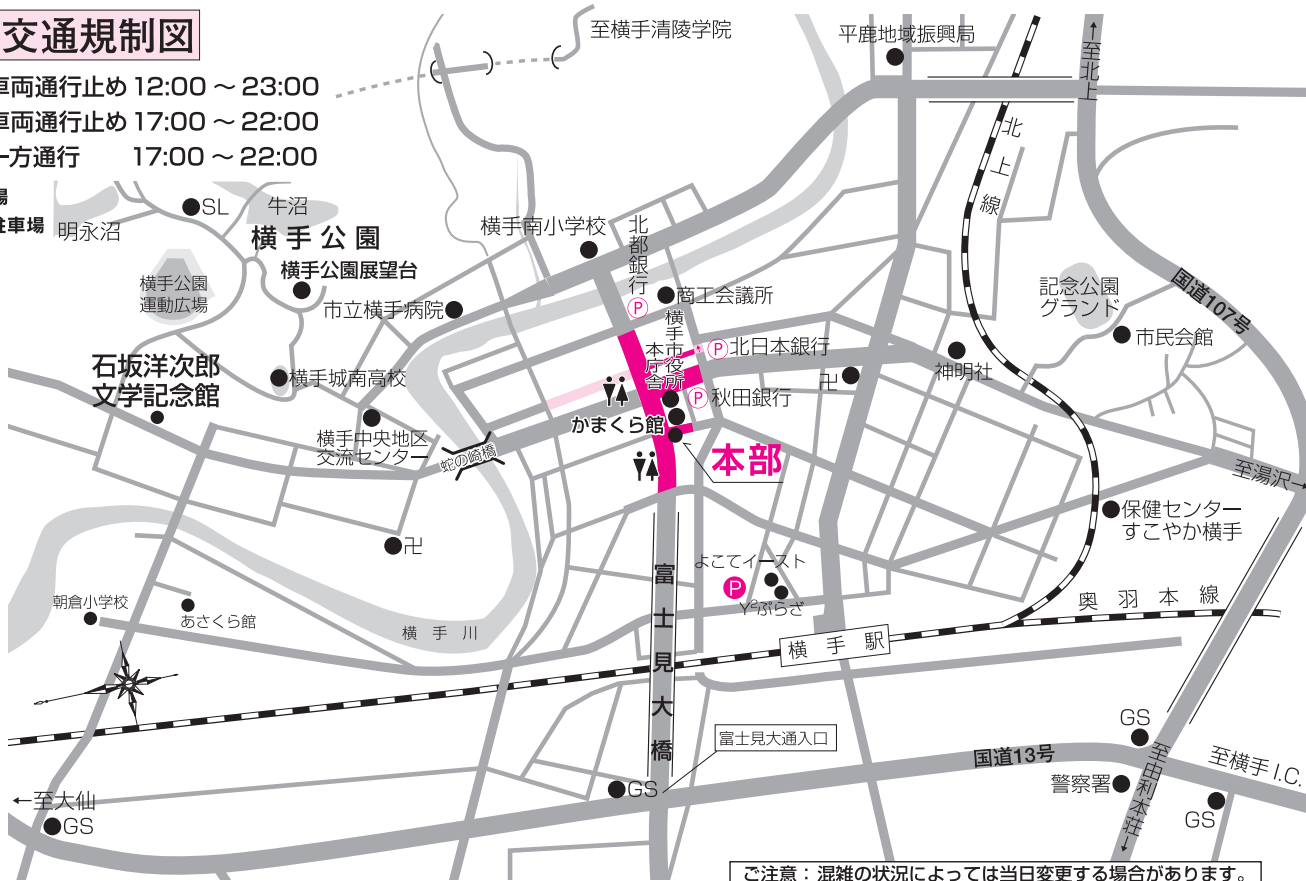 交通規制図
車両通行止め 12:00 ～ 23:00
車両通行止め 17:00 ～ 22:00
一方通行 17:00 ～ 22:00
場
駐車場
至横手清陵学院
平鹿地域振興局
↑至北上
北上線
SL
牛沼
明永沼
横手公園
横手公園展望台
横手公園
運動広場
市立横手病院
横手南小学校
北都銀行
P
商工会議所
横手市役所
本庁舎
P 北日本銀行
P 秋田銀行
かまくら館
本部
卍
神明社
記念公園
グランド
市民会館
国道107号
石坂洋次郎
文学記念館
横手城南高校
横手中央地区
交流センター
蛇の崎橋
至湯沢→
保健センター
すこやか横手
卍
よこてイースト
P
Y²ぷらざ
朝倉小学校
あさくら館
横手川
富士見大橋
横手駅
奥羽本線
富士見大通入口
国道13号
GS
警察署
至由利本荘→
至横手I.C.
GS
GS
←至大仙
GS
ご注意：混雑の状況によっては当日変更する場合があります。